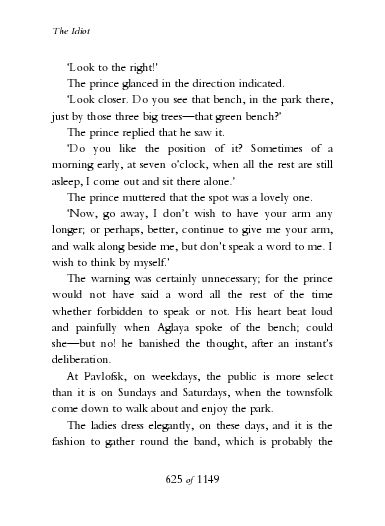 The Idiot
'Look to the right!'
The prince glanced in the direction indicated.
'Look closer. Do you see that bench, in the park there,
just by those three big trees—that green bench?'
The prince replied that he saw it.
'Do you like the position of it? Sometimes of a
morning early, at seven o'clock, when all the rest are still
asleep, I come out and sit there alone.'
The prince muttered that the spot was a lovely one.
'Now, go away, I don't wish to have your arm any
longer; or perhaps, better, continue to give me your arm,
and walk along beside me, but don't speak a word to me. I
wish to think by myself.'
The warning was certainly unnecessary; for the prince
would not have said a word all the rest of the time
whether forbidden to speak or not. His heart beat loud
and painfully when Aglaya spoke of the bench; could
she—but no! he banished the thought, after an instant's
deliberation.
At Pavlofsk, on weekdays, the public is more select
than it is on Sundays and Saturdays, when the townsfolk
come down to walk about and enjoy the park.
The ladies dress elegantly, on these days, and it is the
fashion to gather round the band, which is probably the
625 of 1149